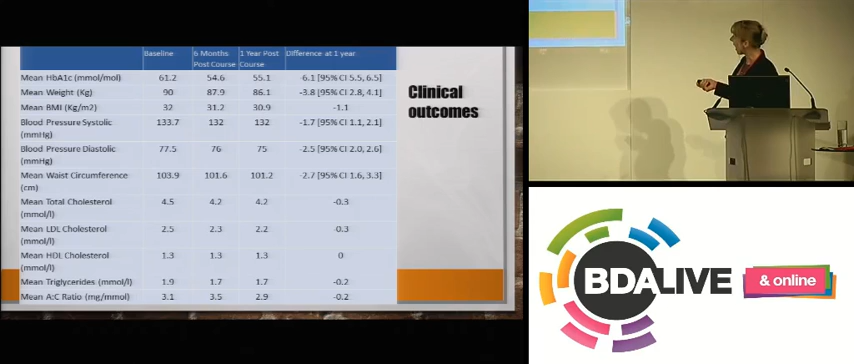 Baseline
6 Months Post Course
1 Year Post Course
Difference at 1 year
Mean HbA1c (mmol/mol) 61.2 54.6 55.1 -6.1 [95% CI 5.5, 6.5]
Mean Weight (Kg) 90 87.9 86.1 -3.8 [95% CI 2.8, 4.1]
Mean BMI (Kg/m2) 32 31.2 30.9 -1.1
Blood Pressure Systolic (mmHg) 133.7 132 132 -1.7 [95% CI 1.1, 2.1]
Blood Pressure Diastolic (mmHg) 77.5 76 75 -2.5 [95% CI 2.0, 2.6]
Mean Waist Circumference (cm) 103.9 101.6 101.2 -2.7 [95% CI 1.6, 3.3]
Mean Total Cholesterol (mmol/l) 4.5 4.2 4.2 -0.3
Mean LDL Cholesterol (mmol/l) 2.5 2.3 2.2 -0.3
Mean HDL Cholesterol (mmol/l) 1.3 1.3 1.3 0
Mean Triglycerides (mmol/l) 1.9 1.7 1.7 -0.2
Mean A:C Ratio (mg/mmol) 3.1 3.5 2.9 -0.2
Clinical
outcomes
BDALIVE & online